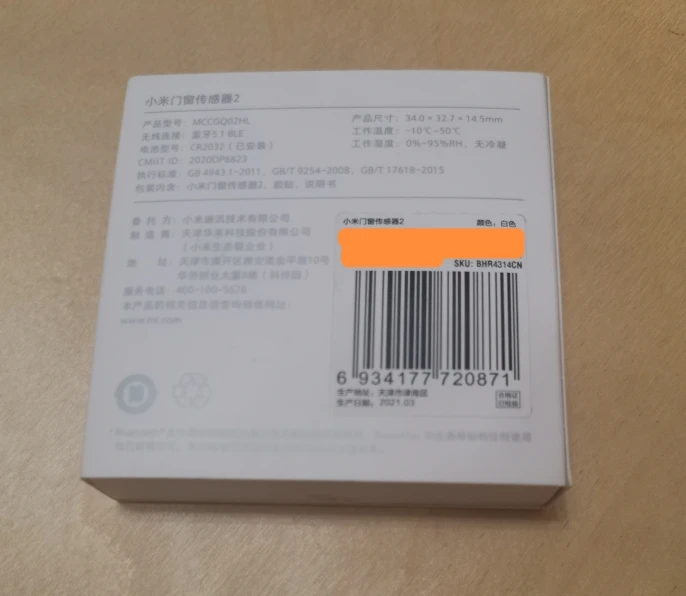 小米门窗传感器2
产品型号：MCCGQ02HL
无线连接：蓝牙5.1 BLE
电池型号：CR2032（已安装）
CMIIT ID：2020DP6623
执行标准：GB 4943.1-2011、GB/T 9254-2008、GB/T 17618-2015
包装内含：小米门窗传感器2、胶贴、说明书
产品尺寸：34.0 × 32.7 × 14.5mm
工作温度：-10℃~50℃
工作湿度：0%-95%RH，无冷凝
委托方：小米通讯技术有限公司
制造商：天津华来科技股份有限公司
（小米生态链企业）
地 址：天津市
服务电话：400-100-5678
www.mi.com
小米门窗传感器2 颜色：白色
SKU: BHR4314CN
6 934177 720871
生产地址：天津市津南区
生产日期：2021.03
合格证
已检验